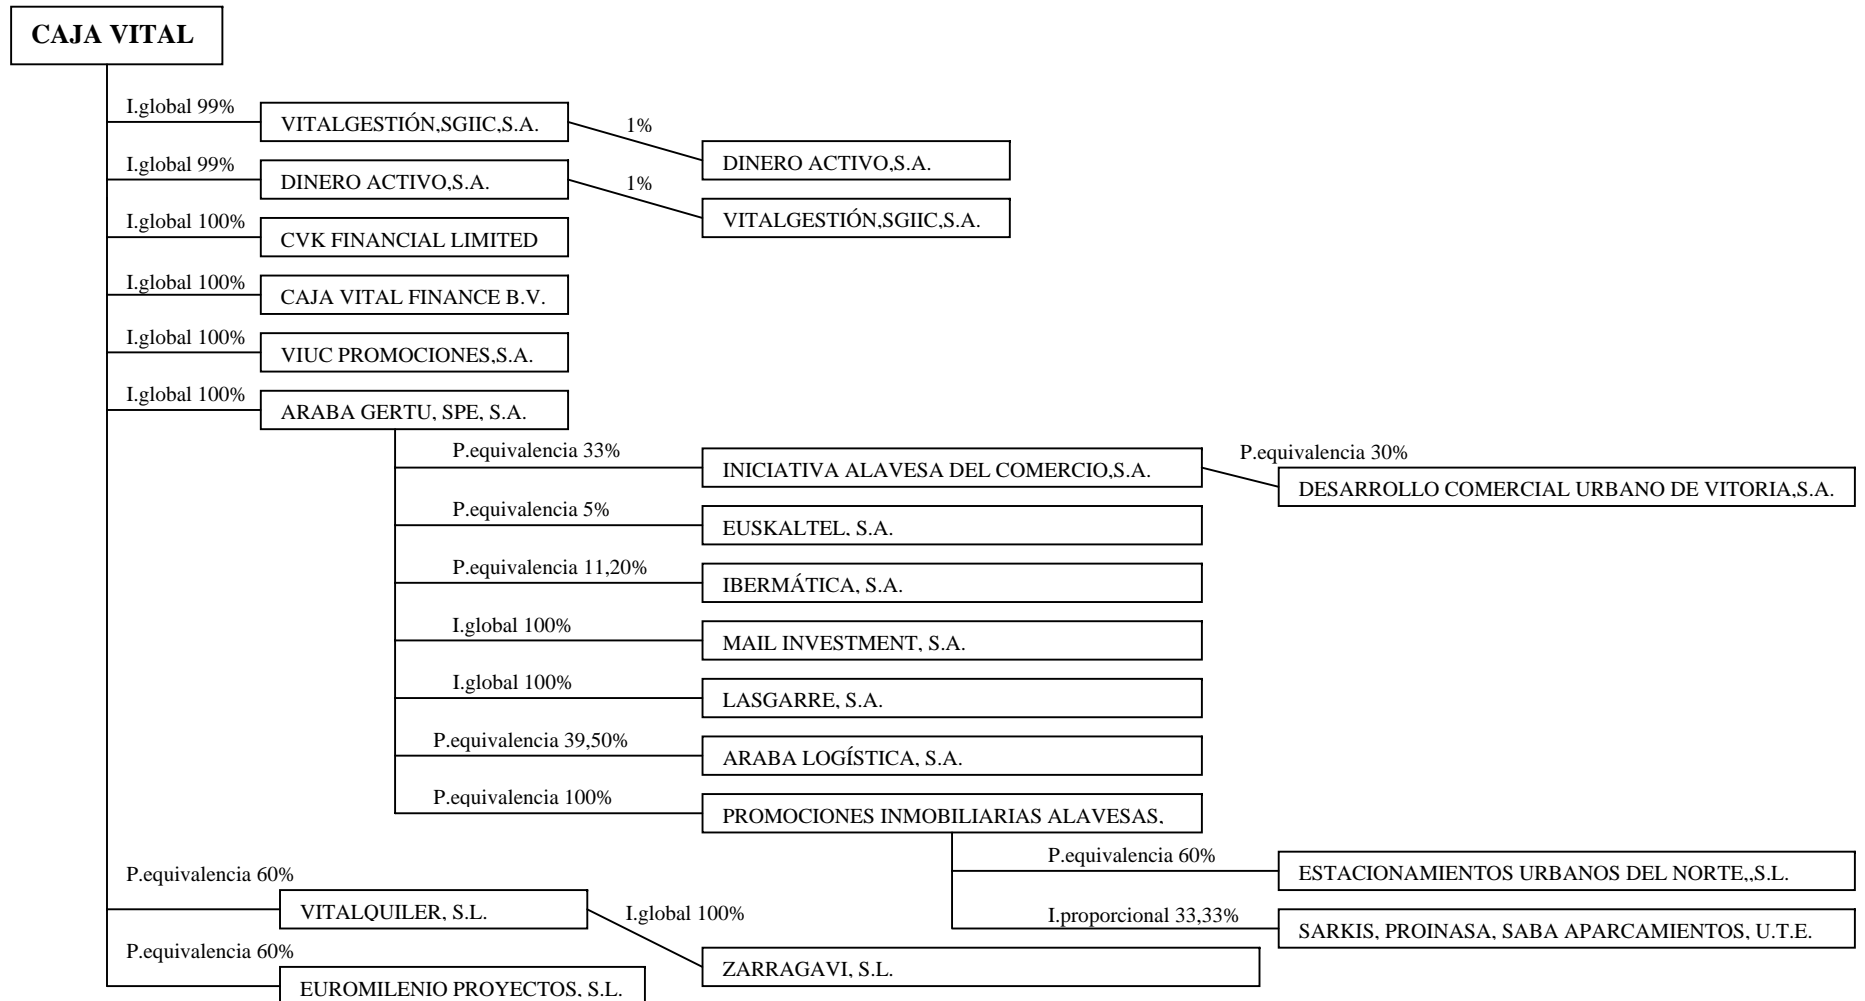 CAJA VITAL
I.global 99%
VITALGESTIÓN,SGIIC,S.A.
1%
DINERO ACTIVO,S.A.
I.global 99%
DINERO ACTIVO,S.A.
1%
VITALGESTIÓN,SGIIC,S.A.
I.global 100%
CVK FINANCIAL LIMITED
I.global 100%
CAJA VITAL FINANCE B.V.
I.global 100%
VIUC PROMOCIONES,S.A.
I.global 100%
ARABA GERTU, SPE, S.A.
P.equivalencia 33%
INICIATIVA ALAVESA DEL COMERCIO,S.A.
P.equivalencia 30%
DESARROLLO COMERCIAL URBANO DE VITORIA,S.A.
P.equivalencia 5%
EUSKALTEL, S.A.
P.equivalencia 11,20%
IBERMÁTICA, S.A.
I.global 100%
MAIL INVESTMENT, S.A.
I.global 100%
LASGARRE, S.A.
P.equivalencia 39,50%
ARABA LOGÍSTICA, S.A.
P.equivalencia 100%
PROMOCIONES INMOBILIARIAS ALAVESAS,
P.equivalencia 60%
ESTACIONAMIENTOS URBANOS DEL NORTE,,S.L.
I.proporcional 33,33%
SARKIS, PROINASA, SABA APARCAMIENTOS, U.T.E.
P.equivalencia 60%
VITALQUILER, S.L.
I.global 100%
ZARRAGAVI, S.L.
P.equivalencia 60%
EUROMILENIO PROYECTOS, S.L.